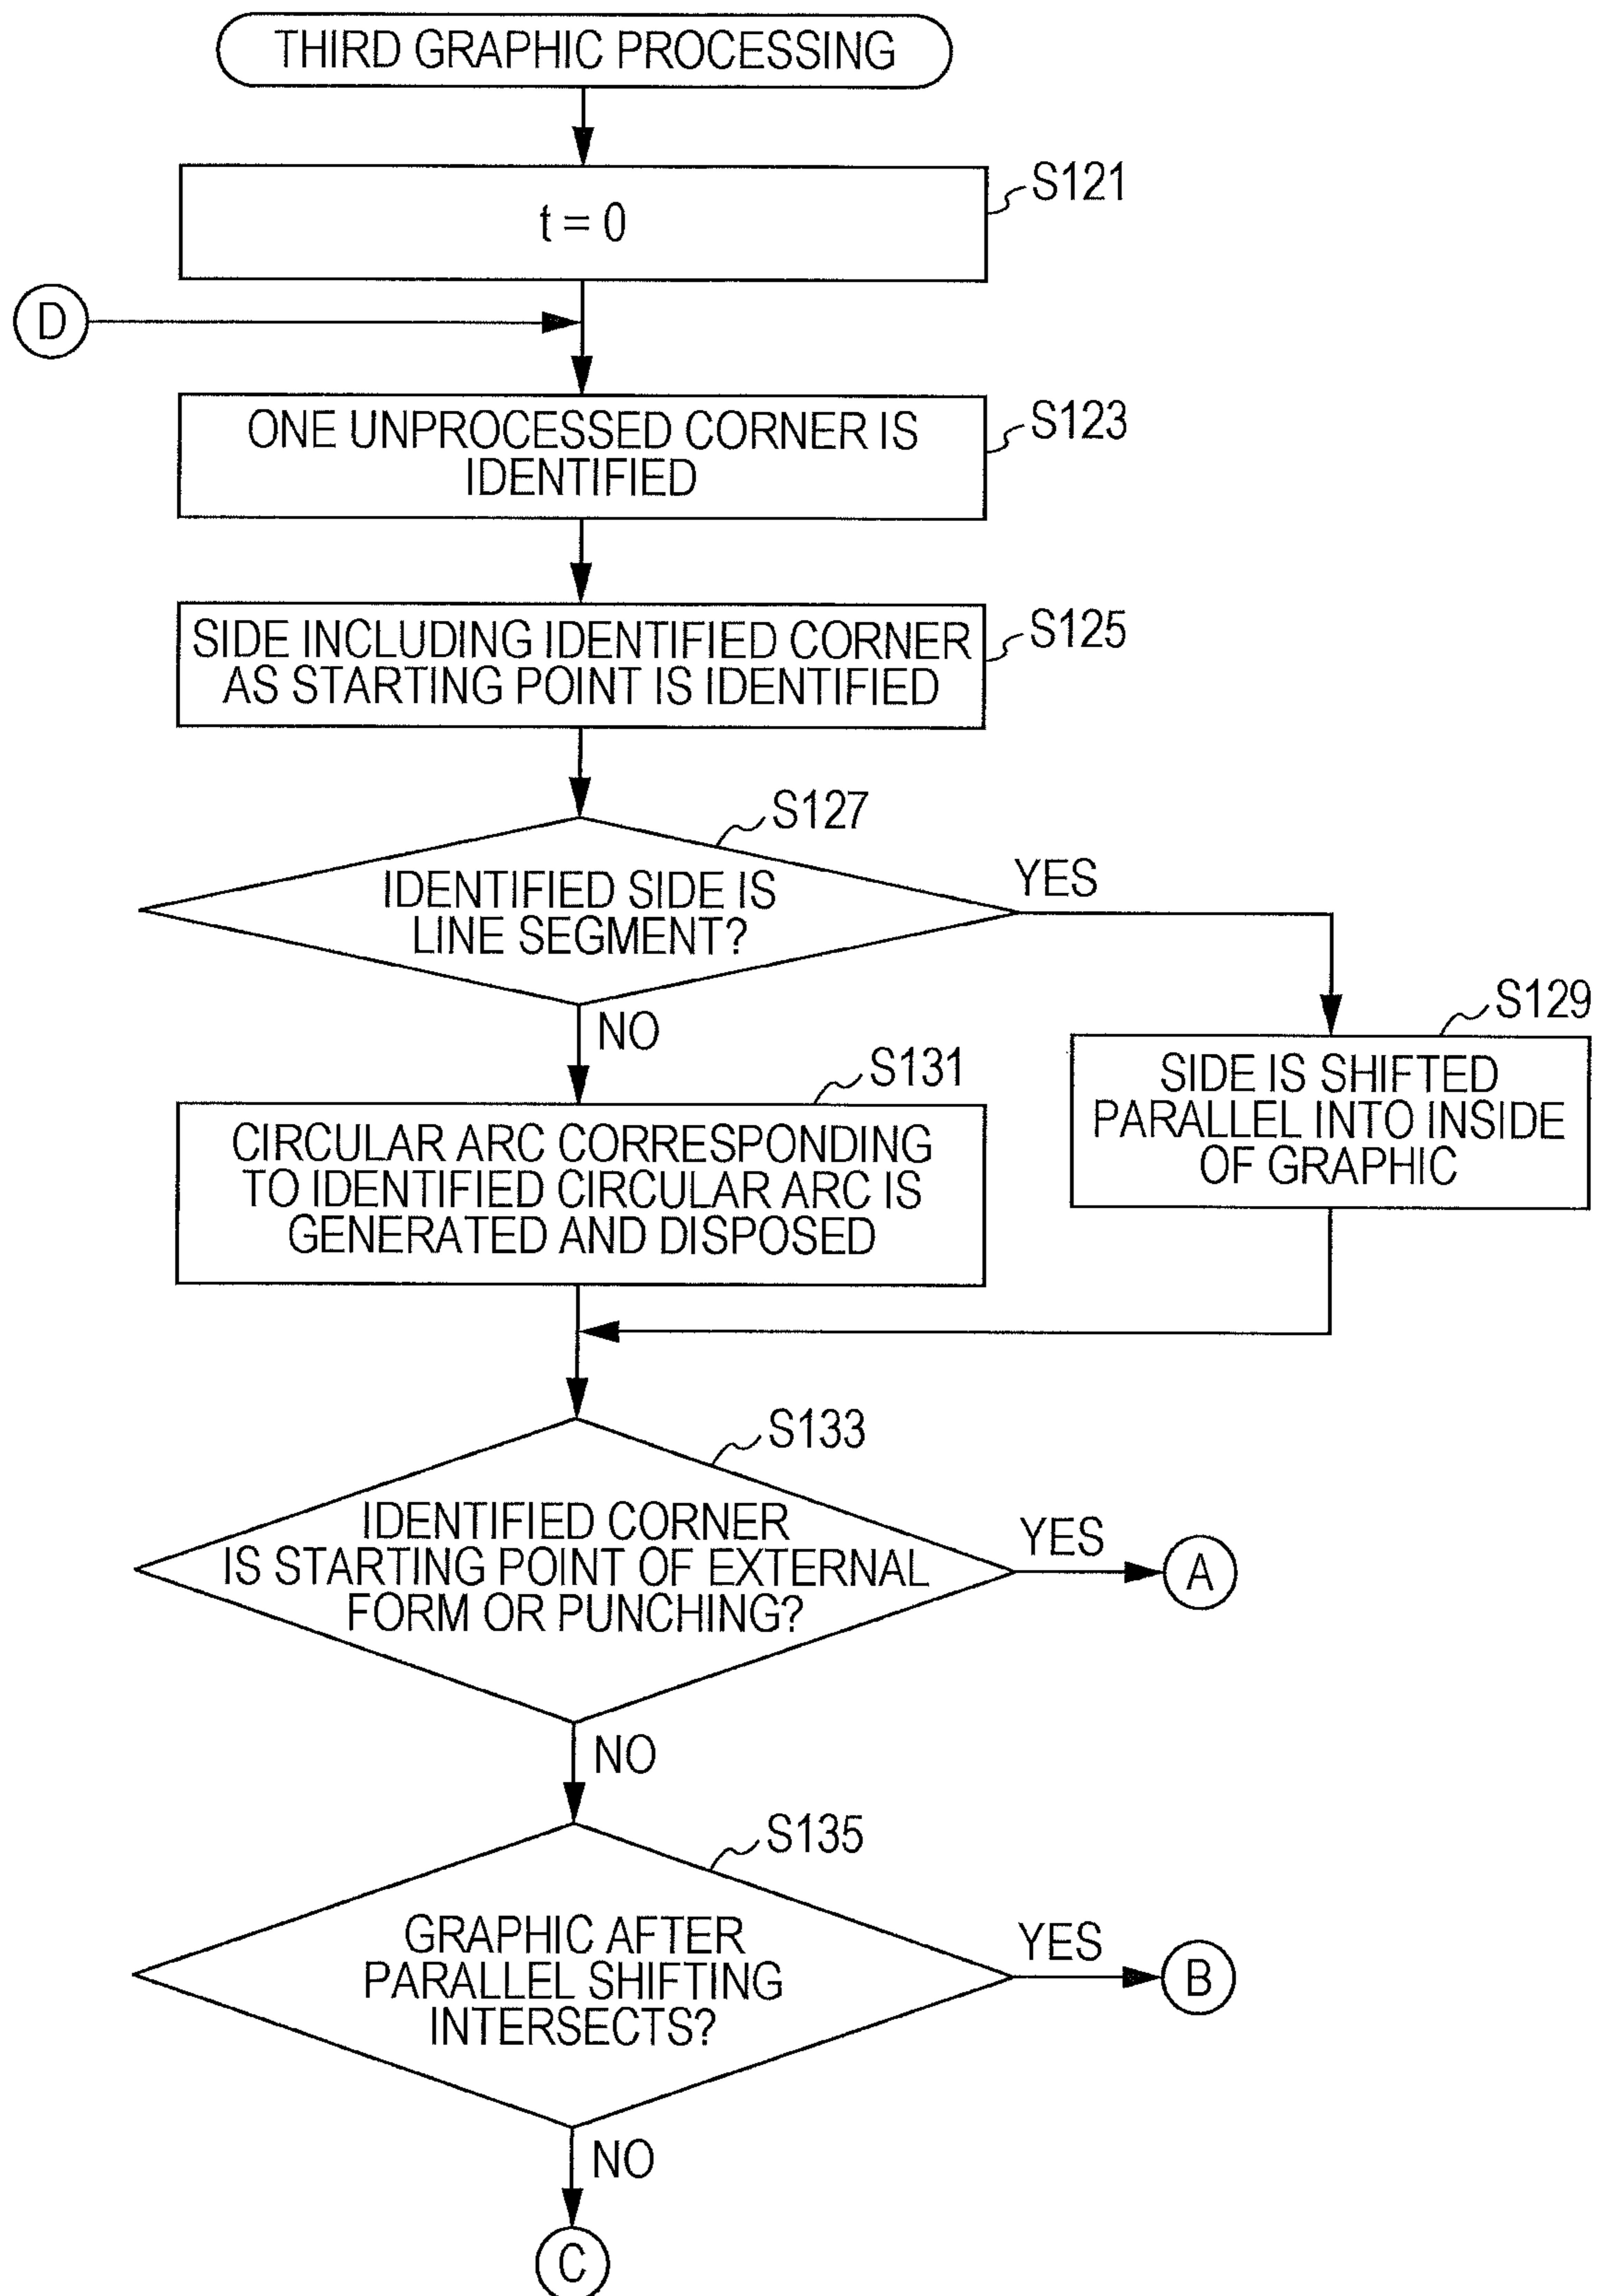 THIRD GRAPHIC PROCESSING
S121
t = 0
D
S123
ONE UNPROCESSED CORNER IS
IDENTIFIED
S125
SIDE INCLUDING IDENTIFIED CORNER
AS STARTING POINT IS IDENTIFIED
S127
IDENTIFIED SIDE IS
LINE SEGMENT?
YES
NO
S129
SIDE IS SHIFTED
PARALLEL INTO INSIDE
OF GRAPHIC
S131
CIRCULAR ARC CORRESPONDING
TO IDENTIFIED CIRCULAR ARC IS
GENERATED AND DISPOSED
S133
IDENTIFIED CORNER
IS STARTING POINT OF EXTERNAL
FORM OR PUNCHING?
YES
A
NO
S135
GRAPHIC AFTER
PARALLEL SHIFTING
INTERSECTS?
YES
B
NO
C